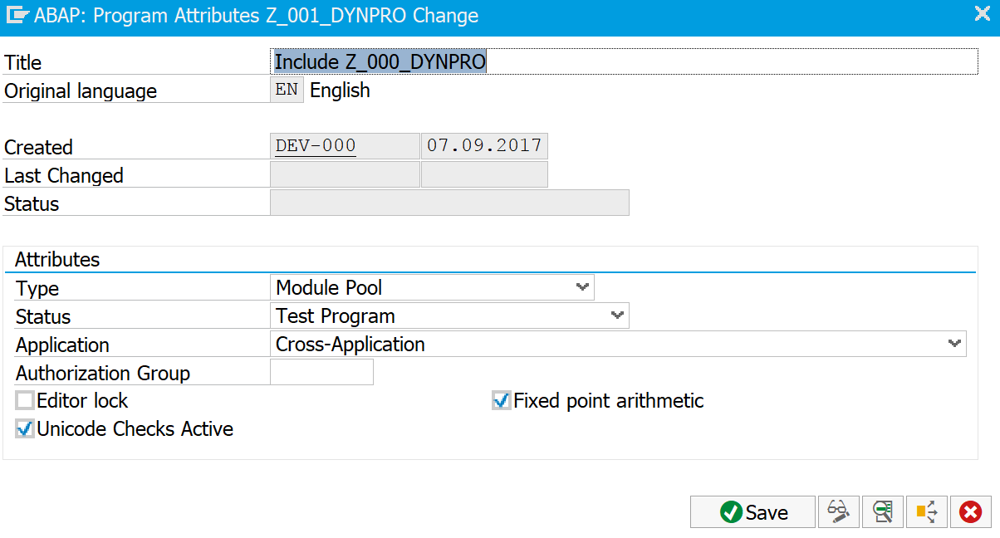 ABAP: Program Attributes Z_001_DYNPRO Change
Title Include Z_000_DYNPRO
Original language EN English
Created DEV-000 07.09.2017
Last Changed
Status
Attributes
Type Module Pool
Status Test Program
Application Cross-Application
Authorization Group
Editor lock Fixed point arithmetic
Unicode Checks Active
Save